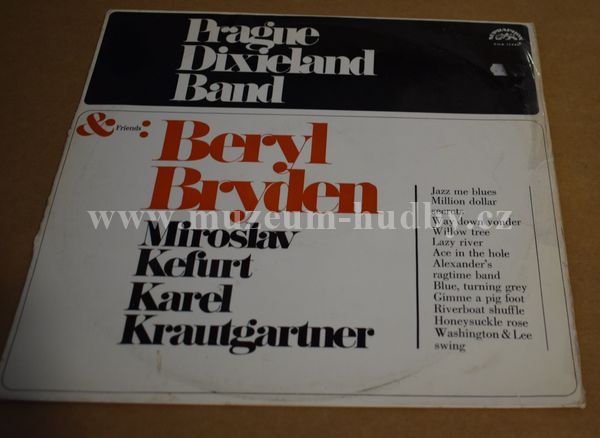 Prague
Dixieland
Band
SUPRAPHON
& Friends:
Beryl
Bryden
Miroslav
Kefurt
Karel
Krautgartner
Jazz me blues
Million dollar
secret
Way down yonder
Willow tree
Lazy river
Ace in the hole
Alexander's
ragtime band
Blue, turning grey
Gimme a pig foot
Riverboat shuffle
Honeysuckle rose
Washington & Lee
swing
www.muzeum-hudby.cz